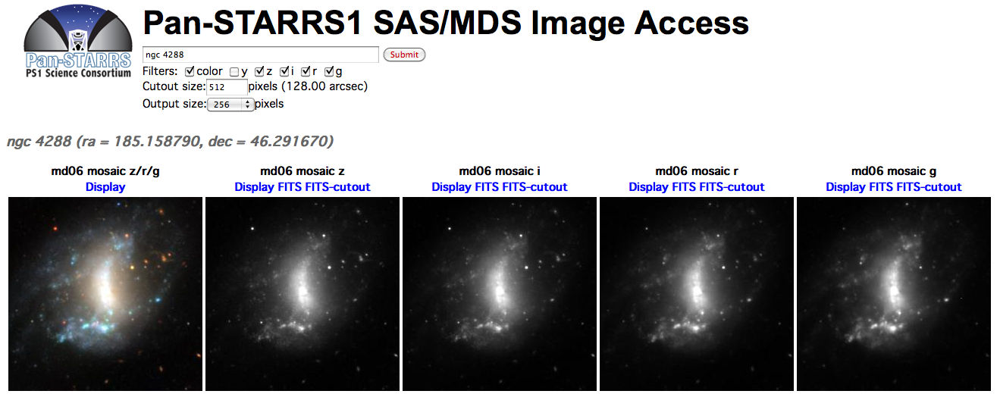 Pan-STARRS1 SAS/MDS Image Access
Pan-STARRS
PS1 Science Consortium
ngc 4288 Submit
Filters: color y z i r g
Cutout size: 512 pixels (128.00 arcsec)
Output size: 256 pixels
ngc 4288 (ra = 185.158790, dec = 46.291670)
md06 mosaic z/r/g md06 mosaic z md06 mosaic i md06 mosaic r md06 mosaic g
Display Display FITS FITS-cutout Display FITS FITS-cutout Display FITS FITS-cutout Display FITS FITS-cutout